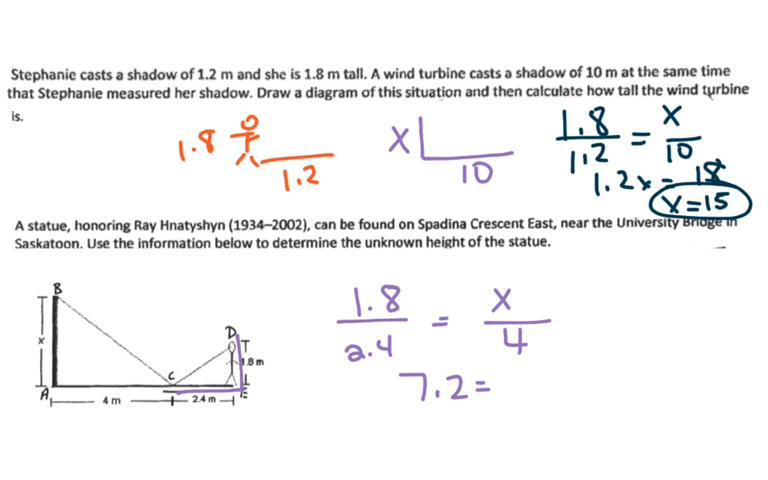 Stephanie casts a shadow of 1.2 m and she is 1.8 m tall. A wind turbine casts a shadow of 10 m at the same time
that Stephanie measured her shadow. Draw a diagram of this situation and then calculate how tall the wind turbine
is.
1.8
1.2
X
10
1.8/1.2 = x/10
1.2x = 18
x=15
A statue, honoring Ray Hnatyshyn (1934–2002), can be found on Spadina Crescent East, near the University Bridge in
Saskatoon. Use the information below to determine the unknown height of the statue.
B
x
A
4 m
C
2.4 m
D
1.8 m
E
1.8/2.4 = x/4
7.2 =